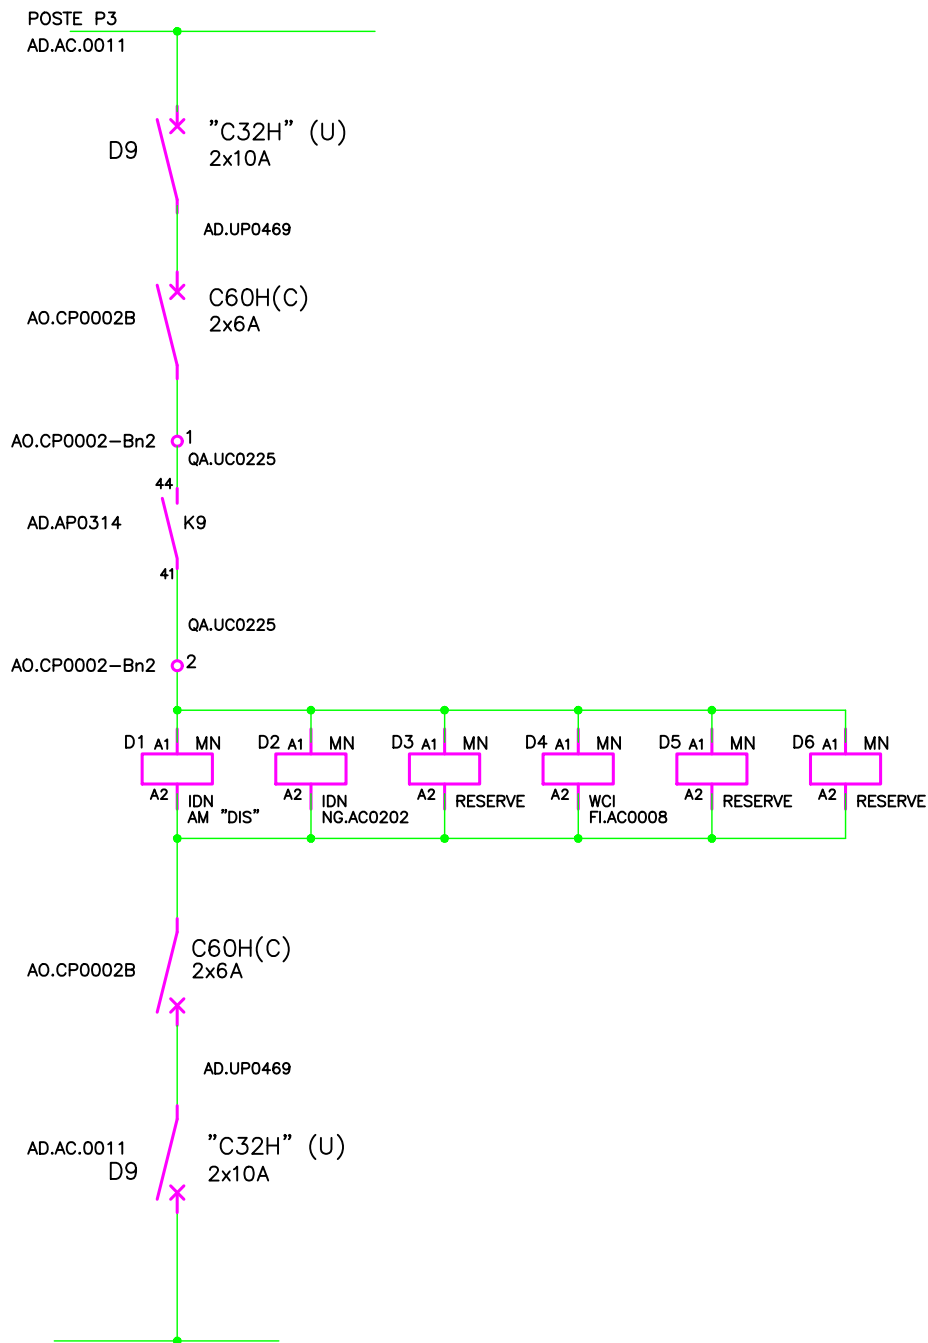 POSTE P3
AD.AC.0011
"C32H" (U)
D9
2x10A
AD.UP0469
C60H(C)
AO.CP0002B
2x6A
AO.CP0002-Bn2
1
QA.UC0225
44
AD.AP0314
K9
41
QA.UC0225
AO.CP0002-Bn2
2
D1 A1 MN
D2 A1 MN
D3 A1 MN
D4 A1 MN
D5 A1 MN
D6 A1 MN
A2 IDN
AM "DIS"
A2 IDN
NG.AC0202
A2 RESERVE
A2 WCI
FI.AC0008
A2 RESERVE
A2 RESERVE
C60H(C)
AO.CP0002B
2x6A
AD.UP0469
AD.AC.0011
D9
"C32H" (U)
2x10A